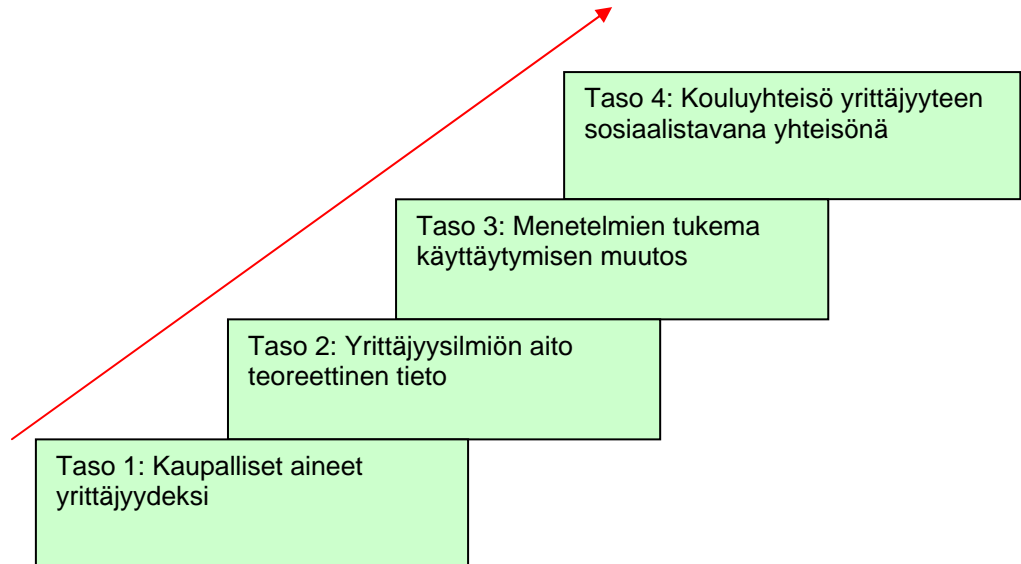 Taso 4: Kouluyhteisö yrittäjyyteen
sosiaalistavana yhteisönä
Taso 3: Menetelmien tukema
käyttäytymisen muutos
Taso 2: Yrittäjyysilmiön aito
teoreettinen tieto
Taso 1: Kaupalliset aineet
yrittäjyydeksi